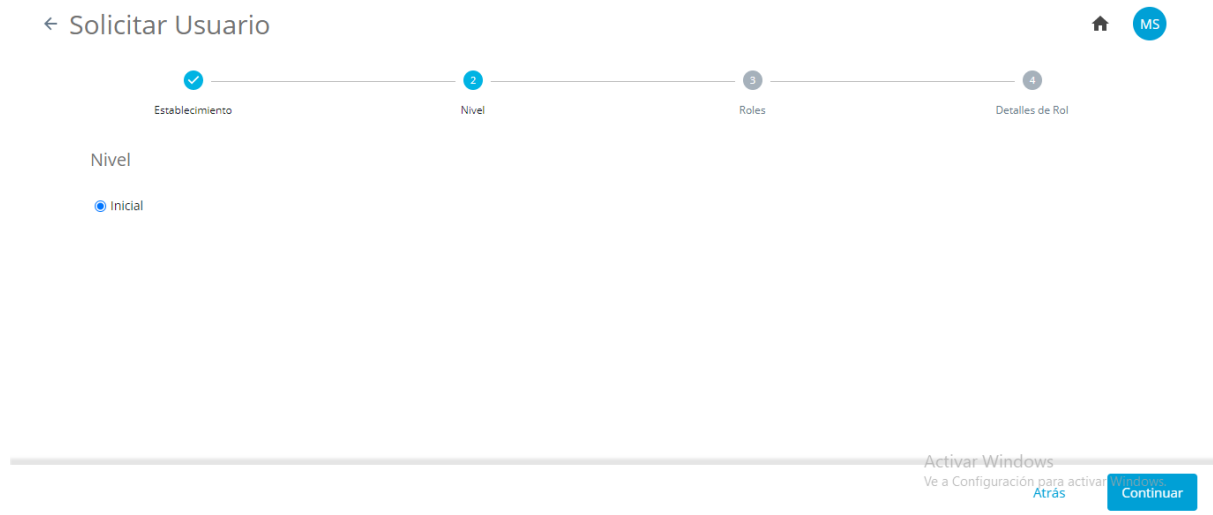 Solicitar Usuario
MS
2
3
4
Establecimiento
Nivel
Roles
Detalles de Rol
Nivel
Inicial
Activar Windows
Ve a Configuración para activar Windows.
Atrás
Continuar